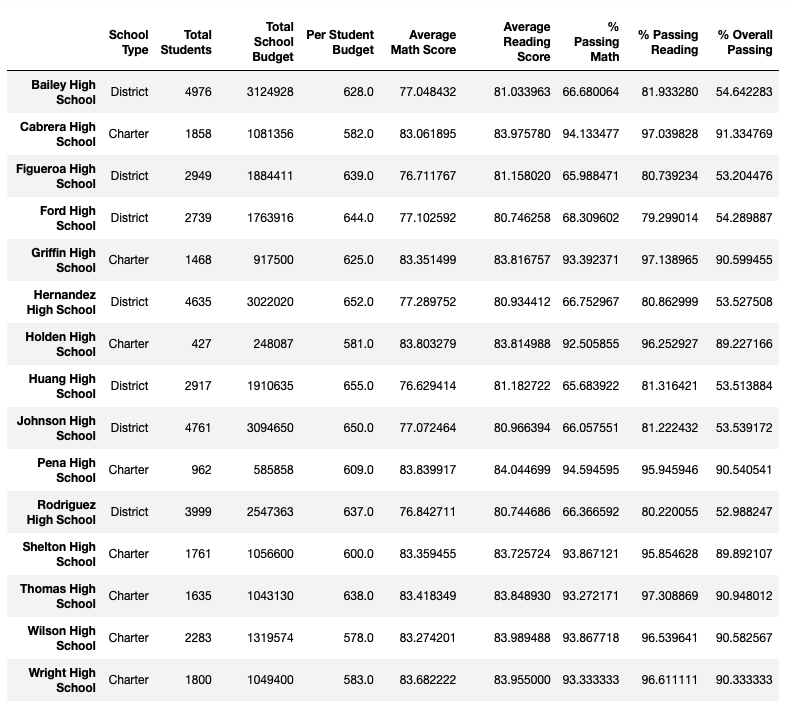 School Type Total Students Total School Budget Per Student Budget Average Math Score Average Reading Score % Passing Math % Passing Reading % Overall Passing
Bailey High School District 4976 3124928 628.0 77.048432 81.033963 66.680064 81.933280 54.642283
Cabrera High School Charter 1858 1081356 582.0 83.061895 83.975780 94.133477 97.039828 91.334769
Figueroa High School District 2949 1884411 639.0 76.711767 81.158020 65.988471 80.739234 53.204476
Ford High School District 2739 1763916 644.0 77.102592 80.746258 68.309602 79.299014 54.289887
Griffin High School Charter 1468 917500 625.0 83.351499 83.816757 93.392371 97.138965 90.599455
Hernandez High School District 4635 3022020 652.0 77.289752 80.934412 66.752967 80.862999 53.527508
Holden High School Charter 427 248087 581.0 83.803279 83.814988 92.505855 96.252927 89.227166
Huang High School District 2917 1910635 655.0 76.629414 81.182722 65.683922 81.316421 53.513884
Johnson High School District 4761 3094650 650.0 77.072464 80.966394 66.057551 81.222432 53.539172
Pena High School Charter 962 585858 609.0 83.839917 84.044699 94.594595 95.945946 90.540541
Rodriguez High School District 3999 2547363 637.0 76.842711 80.744686 66.366592 80.220055 52.988247
Shelton High School Charter 1761 1056600 600.0 83.359455 83.725724 93.867121 95.854628 89.892107
Thomas High School Charter 1635 1043130 638.0 83.418349 83.848930 93.272171 97.308869 90.948012
Wilson High School Charter 2283 1319574 578.0 83.274201 83.989488 93.867718 96.539641 90.582567
Wright High School Charter 1800 1049400 583.0 83.682222 83.955000 93.333333 96.611111 90.333333